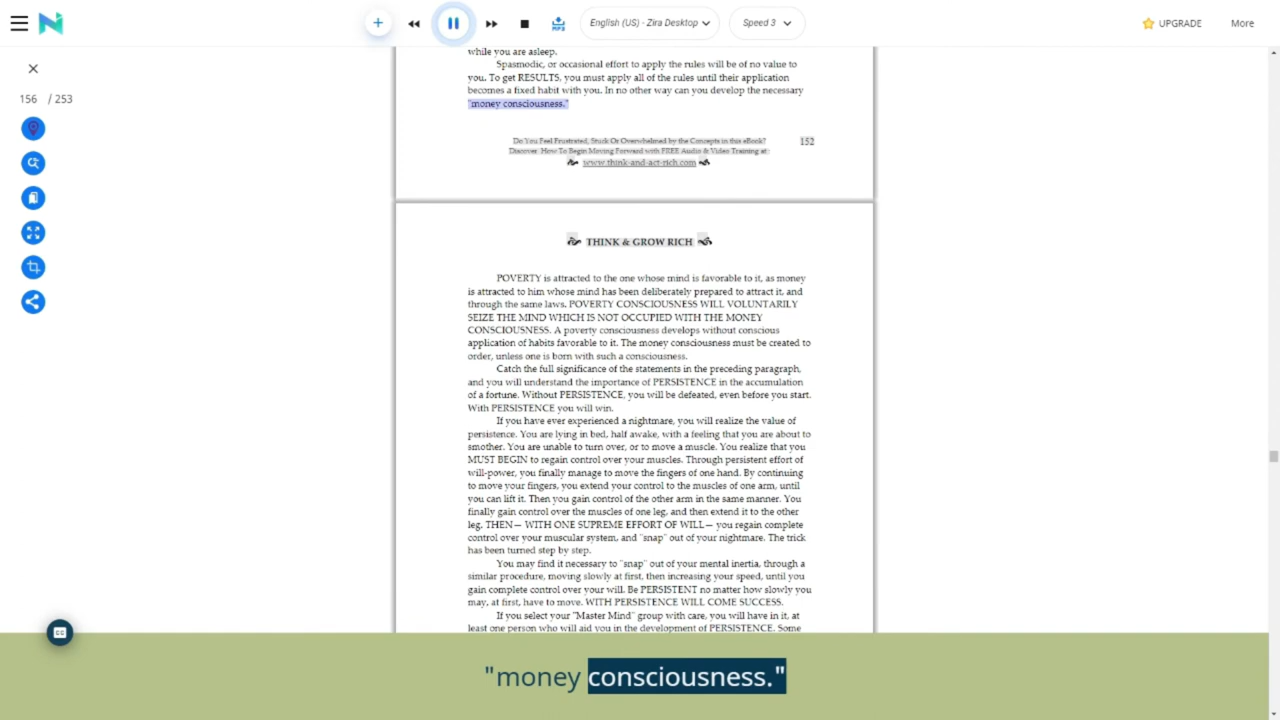 English (US) - Zira Desktop
Speed 3
UPGRADE
More
MP3
156 / 253
while you are asleep.
Spasmodic, or occasional effort to apply the rules will be of no value to
you. To get RESULTS, you must apply all of the rules until their application
becomes a fixed habit with you. In no other way can you develop the necessary
"money consciousness."
Do You Feel Frustrated, Stuck Or Overwhelmed by the Concepts in this eBook?
152
Discover How To Begin Moving Forward with FREE Audio & Video Training at:
www.think-and-act-rich.com
THINK & GROW RICH
POVERTY is attracted to the one whose mind is favorable to it, as money
is attracted to him whose mind has been deliberately prepared to attract it, and
through the same laws. POVERTY CONSCIOUSNESS WILL VOLUNTARILY
SEIZE THE MIND WHICH IS NOT OCCUPIED WITH THE MONEY
CONSCIOUSNESS. A poverty consciousness develops without conscious
application of habits favorable to it. The money consciousness must be created to
order, unless one is born with such a consciousness.
Catch the full significance of the statements in the preceding paragraph,
and you will understand the importance of PERSISTENCE in the accumulation
of a fortune. Without PERSISTENCE, you will be defeated, even before you start.
With PERSISTENCE you will win.
If you have ever experienced a nightmare, you will realize the value of
persistence. You are lying in bed, half awake, with a feeling that you are about to
smother. You are unable to turn over, or to move a muscle. You realize that you
MUST BEGIN to regain control over your muscles. Through persistent effort of
will-power, you finally manage to move the fingers of one hand. By continuing
to move your fingers, you extend your control to the muscles of one arm, until
you can lift it. Then you gain control of the other arm in the same manner. You
finally gain control over the muscles of one leg, and then extend it to the other
leg. THEN— WITH ONE SUPREME EFFORT OF WILL— you regain complete
control over your muscular system, and "snap" out of your nightmare. The trick
has been turned step by step.
You may find it necessary to "snap" out of your mental inertia, through a
similar procedure, moving slowly at first, then increasing your speed, until you
gain complete control over your will. Be PERSISTENT no matter how slowly you
may, at first, have to move. WITH PERSISTENCE WILL COME SUCCESS.
If you select your "Master Mind" group with care, you will have in it, at
least one person who will aid you in the development of PERSISTENCE. Some
CC
"money consciousness."